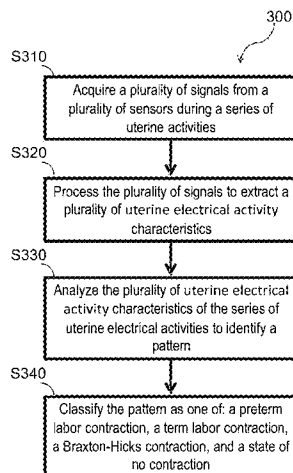 300
S310
Acquire a plurality of signals from a
plurality of sensors during a series of
uterine activities
S320
Process the plurality of signals to extract a
plurality of uterine electrical activity
characteristics
S330
Analyze the plurality of uterine electrical
activity characteristics of the series of
uterine electrical activities to identify a
pattern
S340
Classify the pattern as one of: a preterm
labor contraction, a term labor contraction,
a Braxton-Hicks contraction, and a state of
no contraction